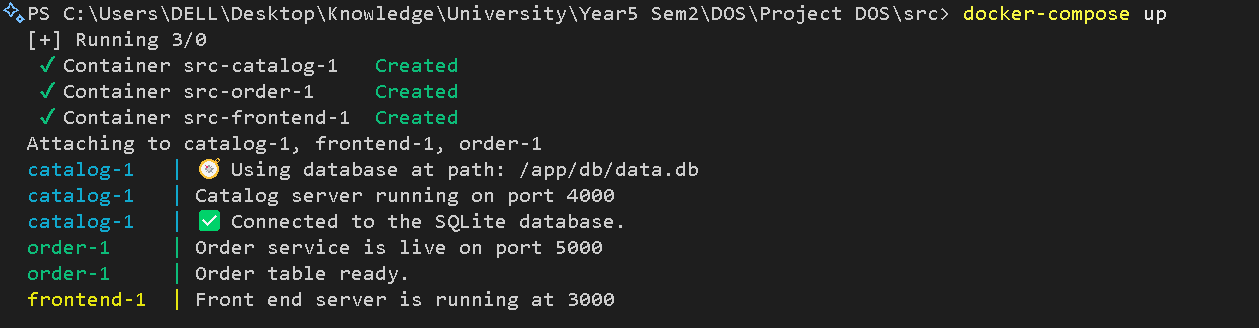 PS C:\Users\DELL\Desktop\Knowledge\University\Year5 Sem2\DOS\Project DOS\src> docker-compose up
[+] Running 3/0
✓ Container src-catalog-1 Created
✓ Container src-order-1 Created
✓ Container src-frontend-1 Created
Attaching to catalog-1, frontend-1, order-1
catalog-1 | 🧭 Using database at path: /app/db/data.db
catalog-1 | Catalog server running on port 4000
catalog-1 | ✅ Connected to the SQLite database.
order-1 | Order service is live on port 5000
order-1 | Order table ready.
frontend-1 | Front end server is running at 3000